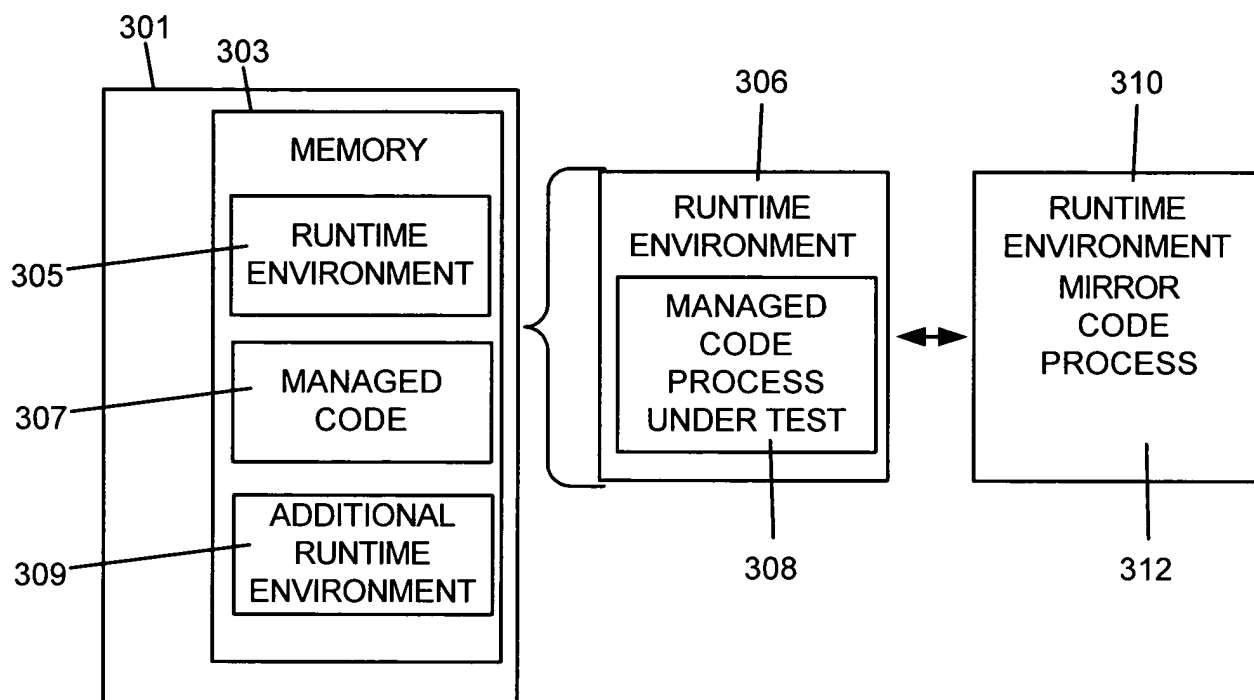 301
303
306
310
MEMORY
RUNTIME
ENVIRONMENT
305
MANAGED
CODE
307
ADDITIONAL
RUNTIME
ENVIRONMENT
309
RUNTIME
ENVIRONMENT
MANAGED
CODE
PROCESS
UNDER TEST
308
RUNTIME
ENVIRONMENT
MIRROR
CODE
PROCESS
312